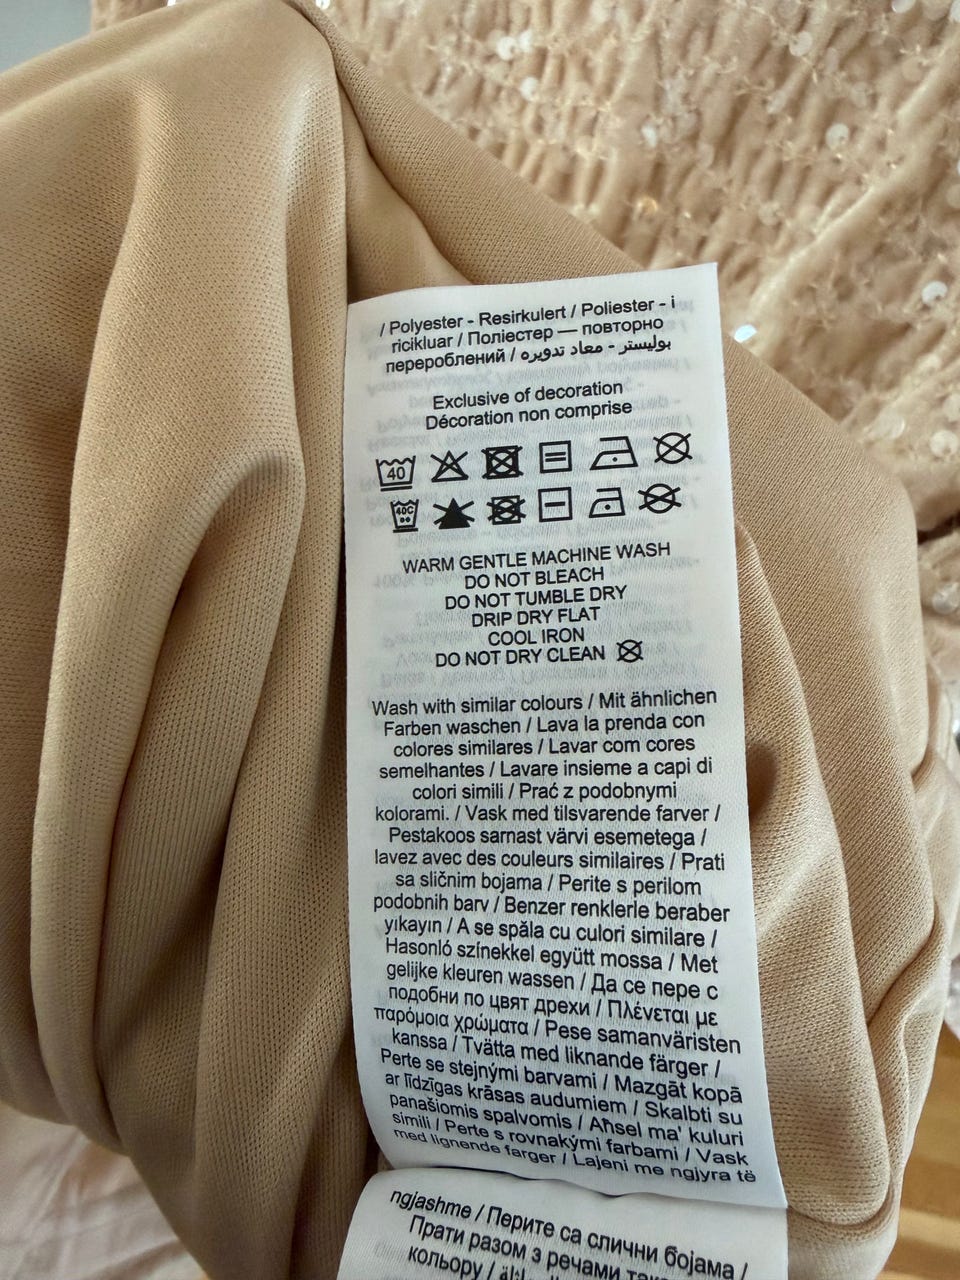 / Polyester - Resirkulert / Poliester - i
ricikluar / Поліестер — повторно
перероблений / بوليستر - معاد تدويره
Exclusive of decoration
Décoration non comprise
40
40C
WARM GENTLE MACHINE WASH
DO NOT BLEACH
DO NOT TUMBLE DRY
DRIP DRY FLAT
COOL IRON
DO NOT DRY CLEAN
Wash with similar colours / Mit ähnlichen
Farben waschen / Lava la prenda con
colores similares / Lavar com cores
semelhantes / Lavare insieme a capi di
colori simili / Prać z podobnymi
kolorami. / Vask med tilsvarende farver /
Pestakoos sarnast värvi esemetega /
lavez avec des couleurs similaires / Prati
sa sličnim bojama / Perite s perilom
podobnih barv / Benzer renklerle beraber
yıkayın / A se spăla cu culori similare /
Hasonló színekkel együtt mossa / Met
gelijke kleuren wassen / Да се пере с
подобни по цвят дрехи / Πλένεται με
παρόμοια χρώματα / Pese samanväristen
kanssa / Tvätta med liknande färger /
Perte se stejnými barvami / Mazgāt kopā
ar līdzīgas krāsas audumiem / Skalbti su
panašiomis spalvomis / Aħsel ma' kuluri
simili / Perte s rovnakými farbami / Vask
med lignende farger / Lajeni me ngjyra të
ngjashme / Перите са слични бојама /
Прати разом з речами
кольору /